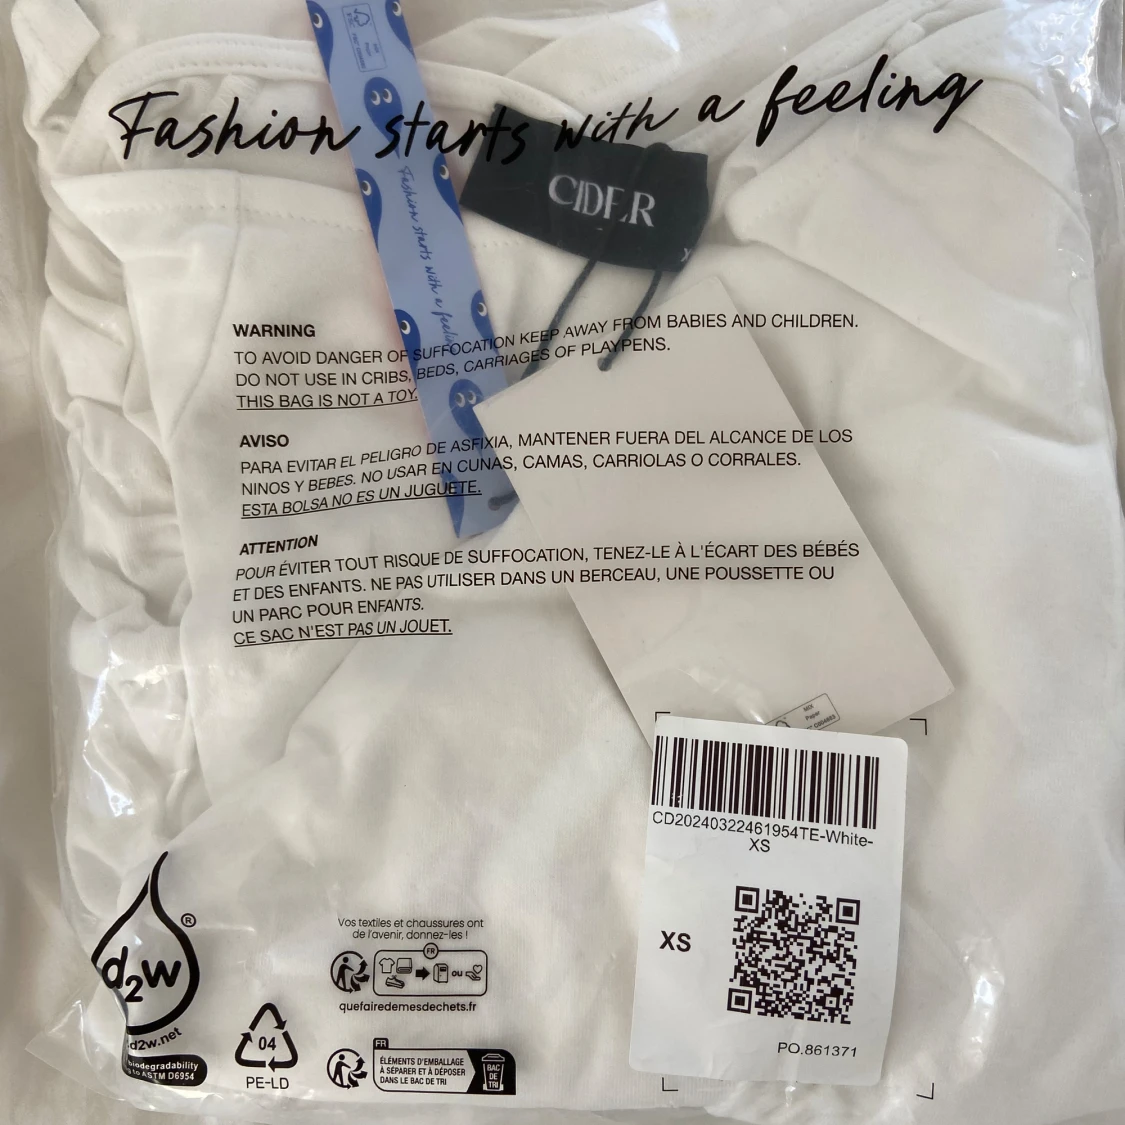 Fashion starts with a feeling
CIDER
Fashion starts with a feelin
WARNING
TO AVOID DANGER OF SUFFOCATION KEEP AWAY FROM BABIES AND CHILDREN.
DO NOT USE IN CRIBS, BEDS, CARRIAGES OF PLAYPENS.
THIS BAG IS NOT A TOY.
AVISO
PARA EVITAR EL PELIGRO DE ASFIXIA, MANTENER FUERA DEL ALCANCE DE LOS
NINOS Y BEBES. NO USAR EN CUNAS, CAMAS, CARRIOLAS O CORRALES.
ESTA BOLSA NO ES UN JUGUETE.
ATTENTION
POUR ÉVITER TOUT RISQUE DE SUFFOCATION, TENEZ-LE À L'ÉCART DES BÉBÉS
ET DES ENFANTS. NE PAS UTILISER DANS UN BERCEAU, UNE POUSSETTE OU
UN PARC POUR ENFANTS.
CE SAC N'EST PAS UN JOUET.
MIX
Paper
CD20240322461954TE-White-
XS
XS
PO.861371
d2w®
d2w.net
biodegradability
to ASTM D6954
04
PE-LD
Vos textiles et chaussures ont
de l'avenir, donnez-les !
FR
ou
quefairedemesdechets.fr
FR
ÉLÉMENTS D'EMBALLAGE
À SÉPARER ET À DÉPOSER
DANS LE BAC DE TRI
BAC
DE
TRI